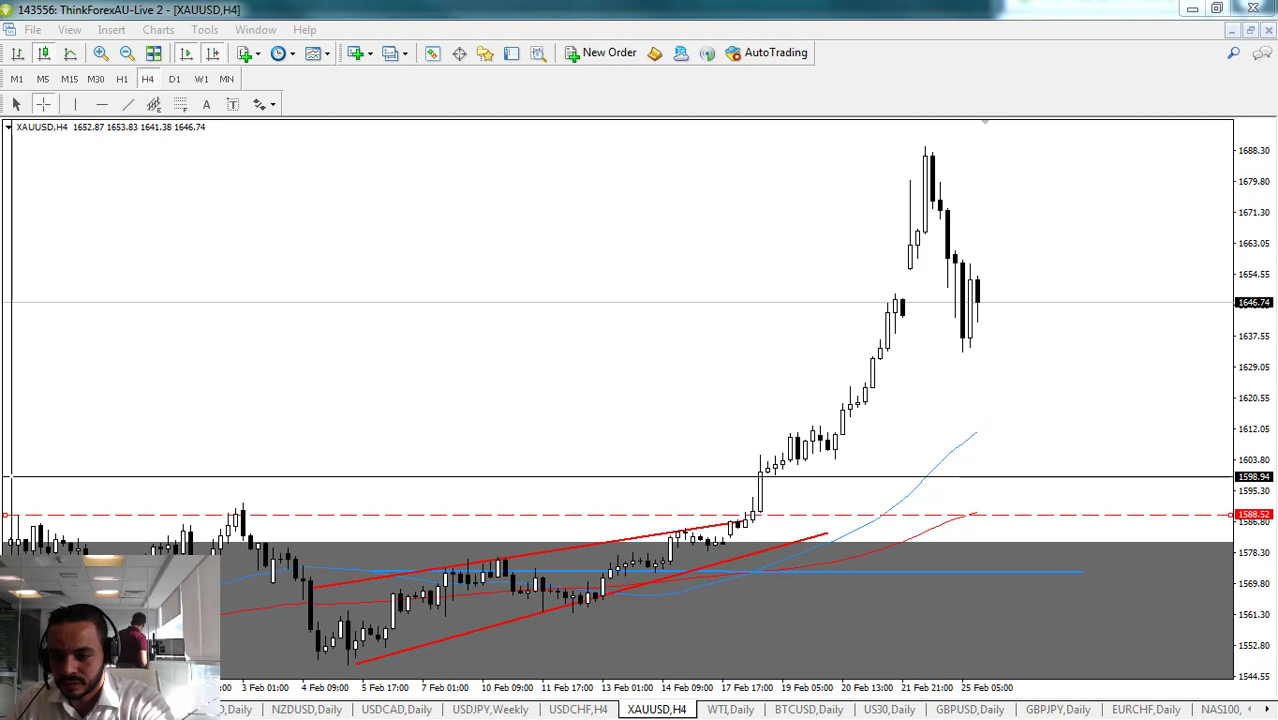 143556: ThinkForexAU-Live 2 - [XAUUSD,H4]
File View Insert Charts Tools Window Help
New Order AutoTrading
M1 M5 M15 M30 H1 H4 D1 W1 MN
A T
XAUUSD,H4 1652.87 1653.83 1641.38 1646.74
1688.30
1679.80
1671.30
1663.05
1654.55
1646.74
1637.55
1629.05
1620.55
1612.05
1603.80
1598.94
1595.30
1588.52
1586.80
1578.30
1569.80
1561.30
1552.80
1544.55
3 Feb 01:00 4 Feb 09:00 5 Feb 17:00 7 Feb 01:00 10 Feb 09:00 11 Feb 17:00 13 Feb 01:00 14 Feb 09:00 17 Feb 17:00 19 Feb 05:00 20 Feb 13:00 21 Feb 21:00 25 Feb 05:00
Daily NZDUSD,Daily USDCAD,Daily USDJPY,Weekly USDCHF,H4 XAUUSD,H4 WTI,Daily BTCUSD,Daily US30,Daily GBPUSD,Daily GBPJPY,Daily EURCHF,Daily NAS100,